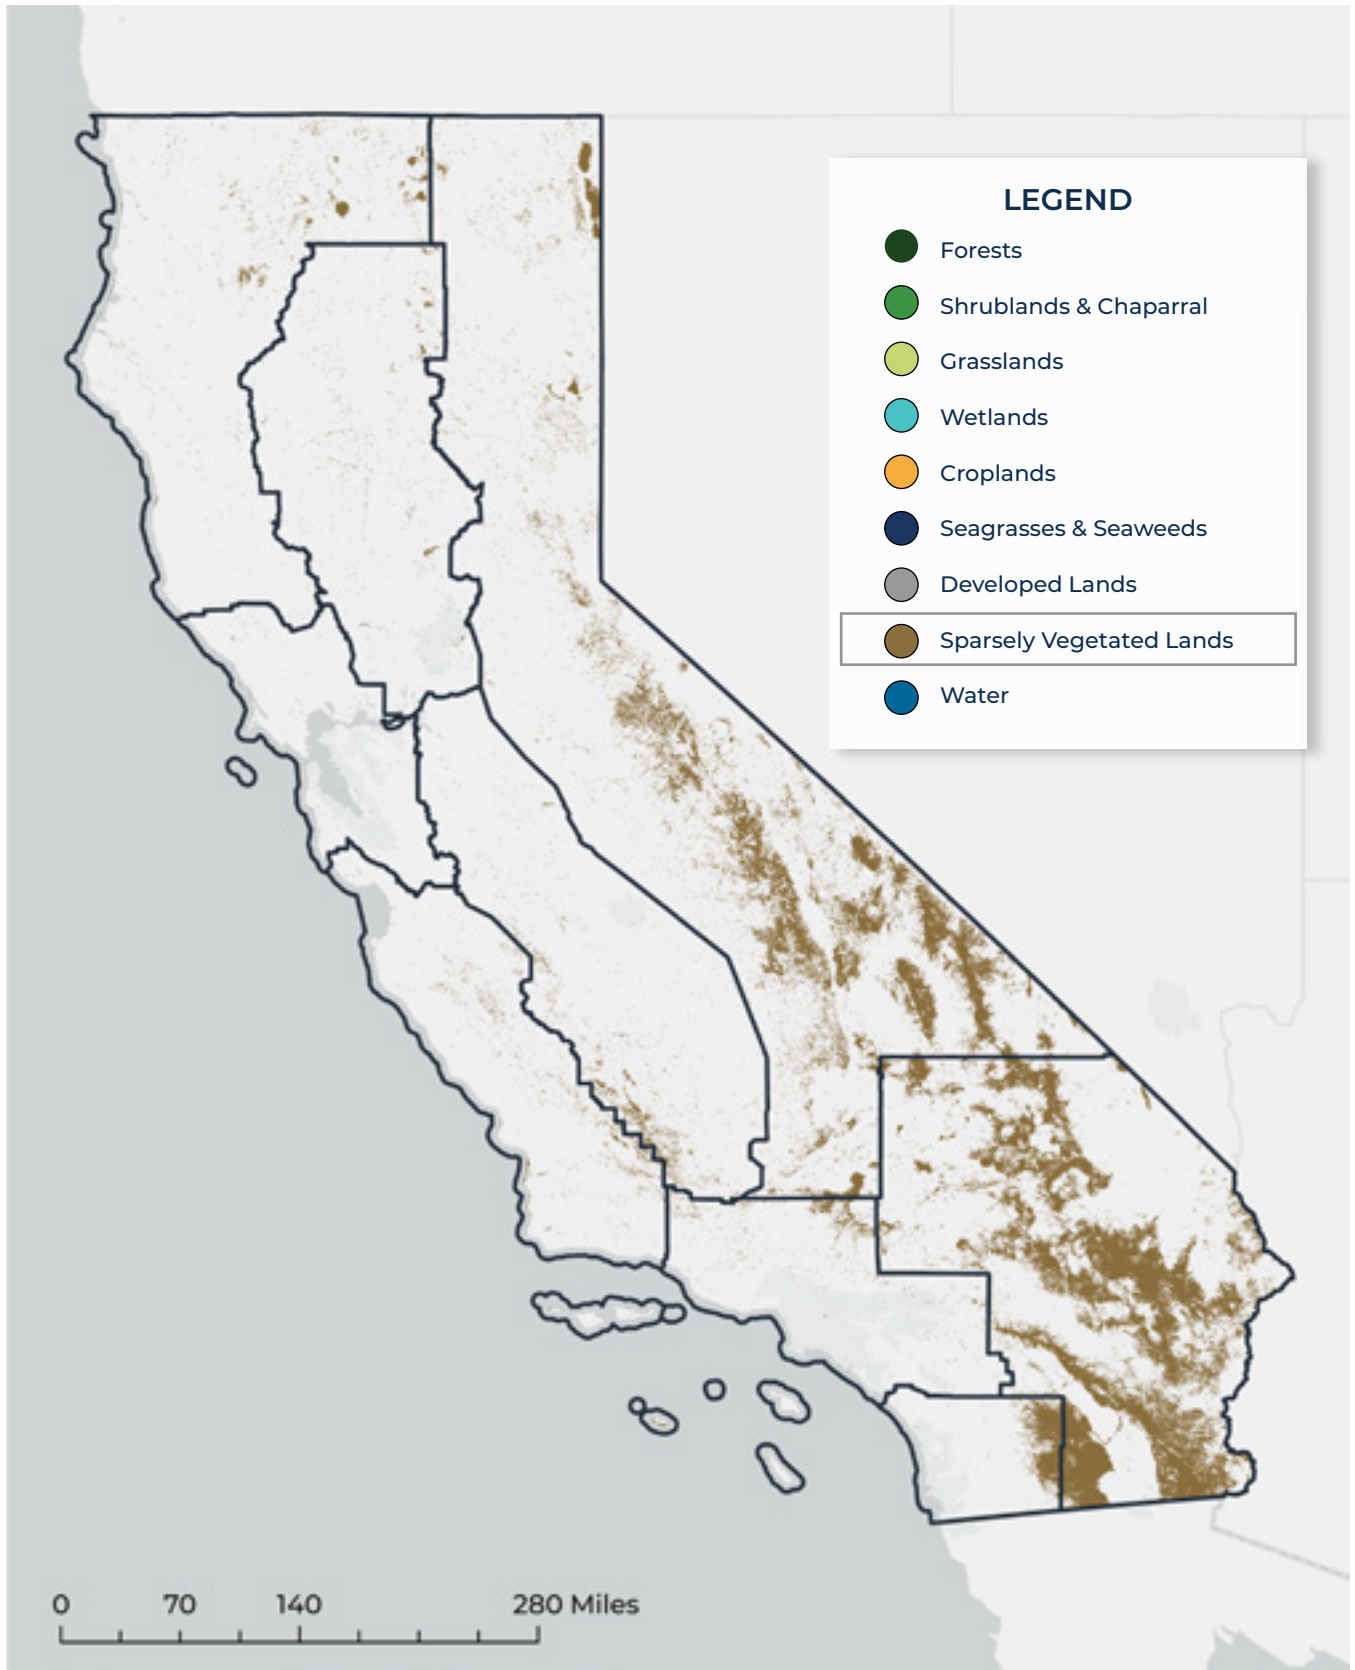 LEGEND
Forests
Shrublands & Chaparral
Grasslands
Wetlands
Croplands
Seagrasses & Seaweeds
Developed Lands
Sparsely Vegetated Lands
Water
0 70 140 280 Miles